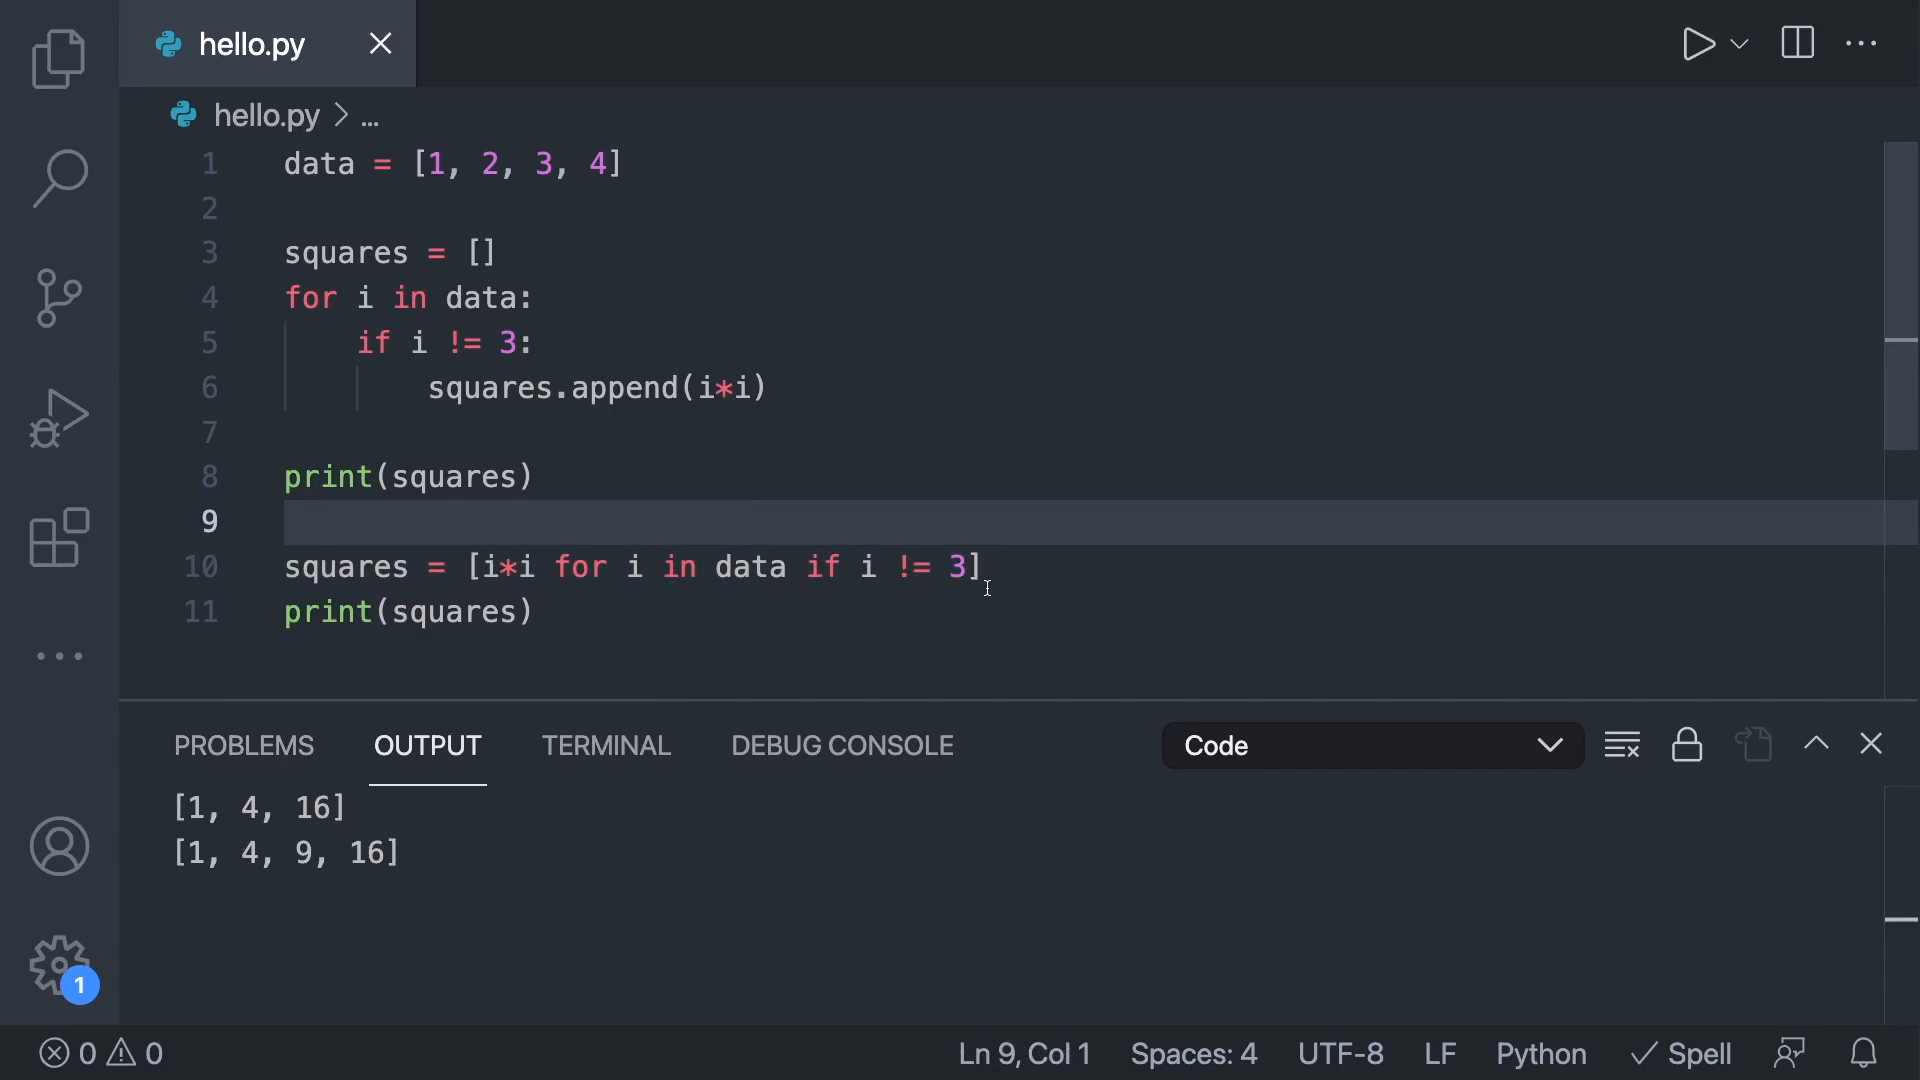 hello.py
hello.py > ...
1 data = [1, 2, 3, 4]
2
3 squares = []
4 for i in data:
5     if i != 3:
6         squares.append(i*i)
7
8 print(squares)
9
10 squares = [i*i for i in data if i != 3]
11 print(squares)
PROBLEMS OUTPUT TERMINAL DEBUG CONSOLE Code
[1, 4, 16]
[1, 4, 9, 16]
1
0 0 Ln 9, Col 1 Spaces: 4 UTF-8 LF Python Spell